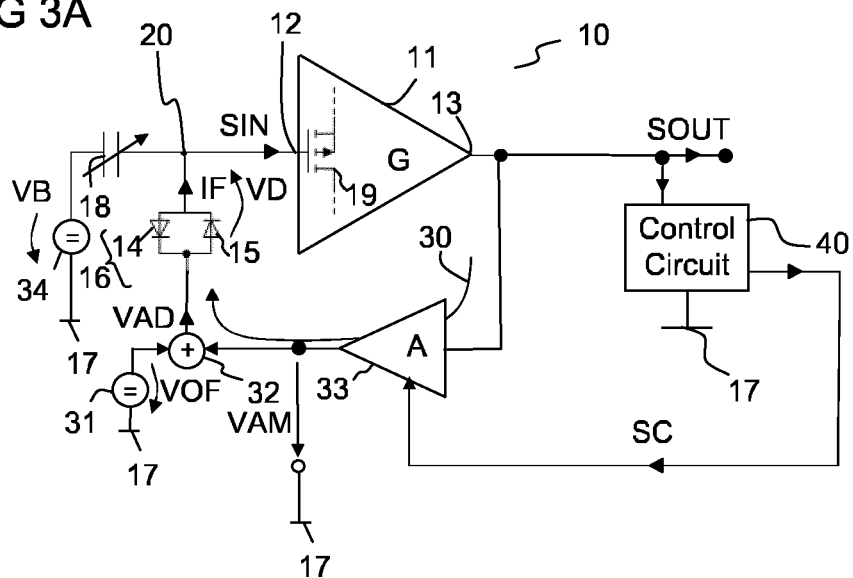 G 3A
20
12
11
10
13
SIN
SOUT
G
19
IF
VD
18
VB
=
34
14
15
16
30
Control
Circuit
40
VAD
A
17
+
32
33
17
=
VOF
31
VAM
SC
17
17